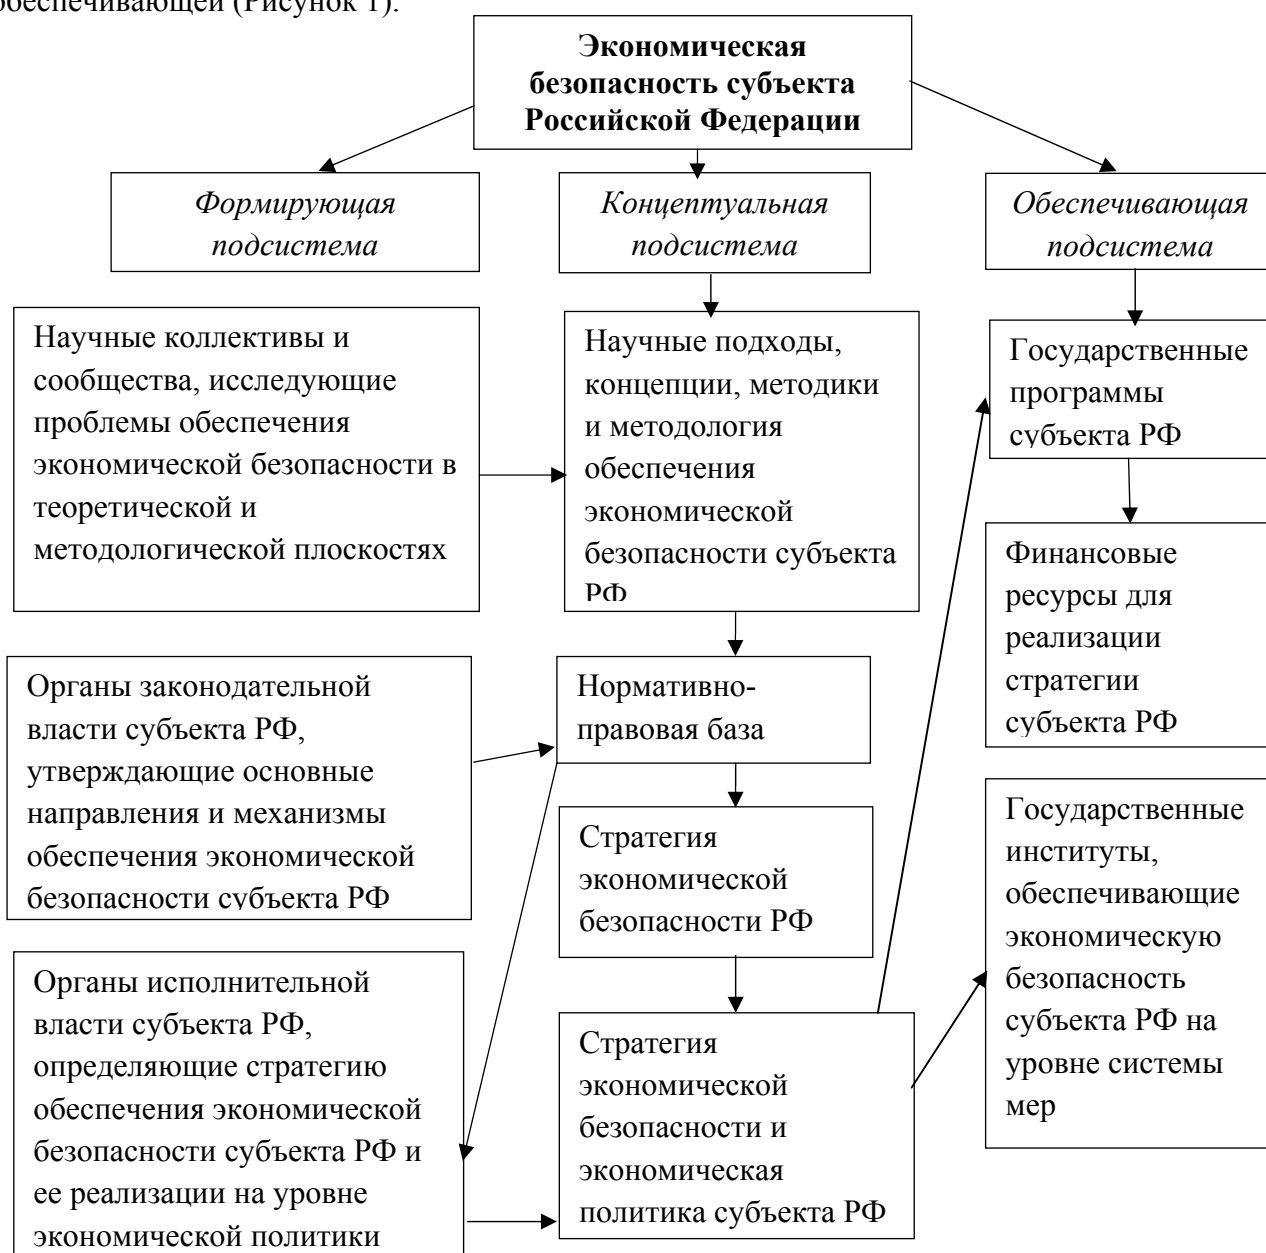 обеспечивающей (Рисунок 1).
Экономическая
безопасность субъекта
Российской Федерации
Формирующая
подсистема
Концептуальная
подсистема
Обеспечивающая
подсистема
Научные коллективы и
сообщества, исследующие
проблемы обеспечения
экономической безопасности в
теоретической и
методологической плоскостях
Научные подходы,
концепции, методики
и методология
обеспечения
экономической
безопасности субъекта
РФ
Государственные
программы
субъекта РФ
Финансовые
ресурсы для
реализации
стратегии
субъекта РФ
Органы законодательной
власти субъекта РФ,
утверждающие основные
направления и механизмы
обеспечения экономической
безопасности субъекта РФ
Нормативно-
правовая база
Стратегия
экономической
безопасности РФ
Государственные
институты,
обеспечивающие
экономическую
безопасность
субъекта РФ на
уровне системы
мер
Органы исполнительной
власти субъекта РФ,
определяющие стратегию
обеспечения экономической
безопасности субъекта РФ и
ее реализации на уровне
экономической политики
Стратегия
экономической
безопасности и
экономическая
политика субъекта РФ